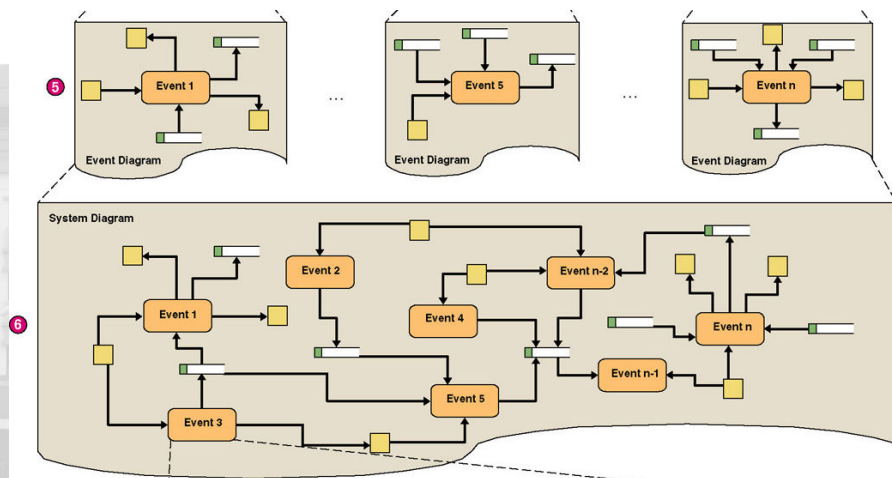 5
Event 1
Event Diagram
...
Event 5
Event Diagram
...
Event n
Event Diagram
6
System Diagram
Event 2
Event n-2
Event 1
Event 4
Event n
Event n-1
Event 5
Event 3